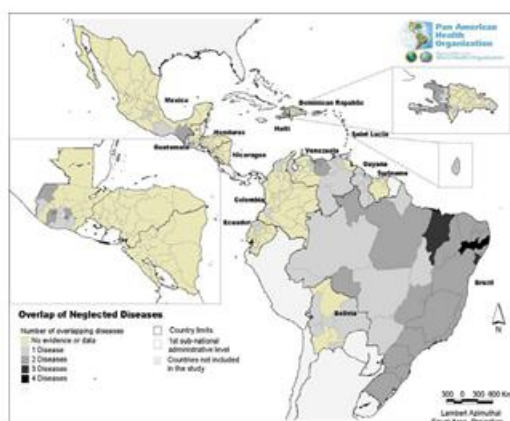 Pan American
Health
Organization
Mexico
Dominican Republic
Haiti
Honduras
Saint Lucia
Guatemala
Nicaragua
Venezuela
Guyana
Suriname
Colombia
Ecuador
Brazil
Bolivia
N
Overlap of Neglected Diseases
Number of overlapping diseases
No evidence or data
1 Disease
2 Diseases
3 Diseases
4 Diseases
Country limits
1st sub-national
administrative level
Countries not included
in the study
300 0 300 600 Km
Lambert Azimuthal